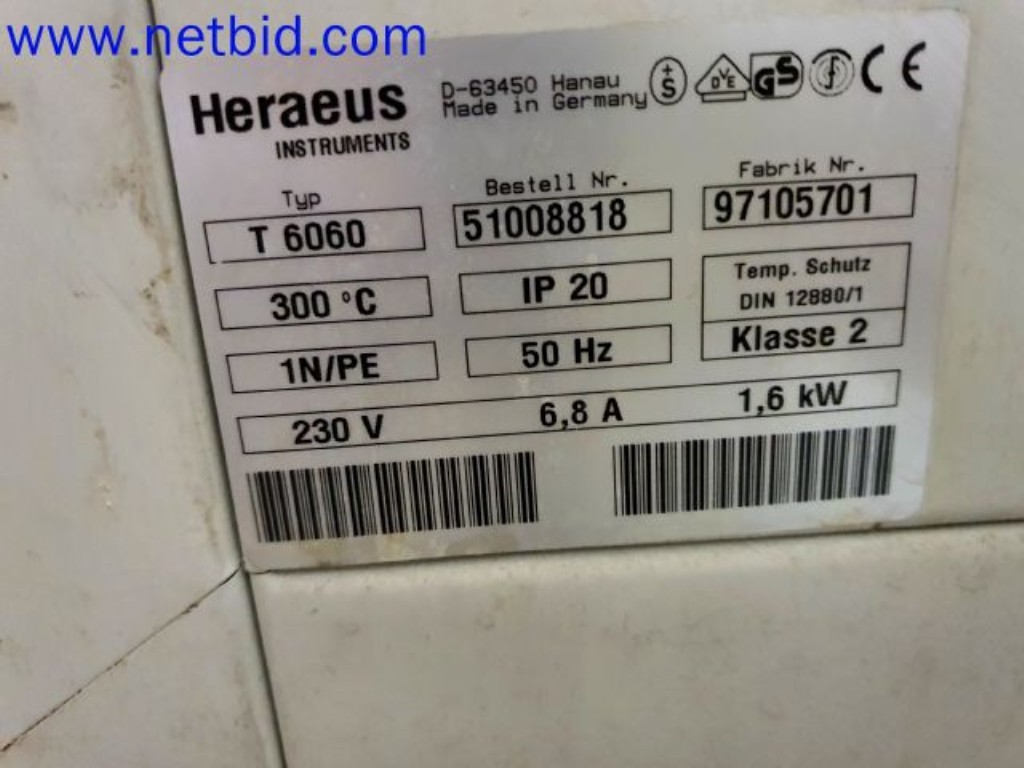 www.netbid.com
Heraeus
INSTRUMENTS
D-63450 Hanau
Made in Germany
+S
DVE
GS
CE
Typ
T 6060
Bestell Nr.
51008818
Fabrik Nr.
97105701
300 °C
IP 20
Temp. Schutz
DIN 12880/1
Klasse 2
1N/PE
50 Hz
230 V 6,8 A 1,6 kW